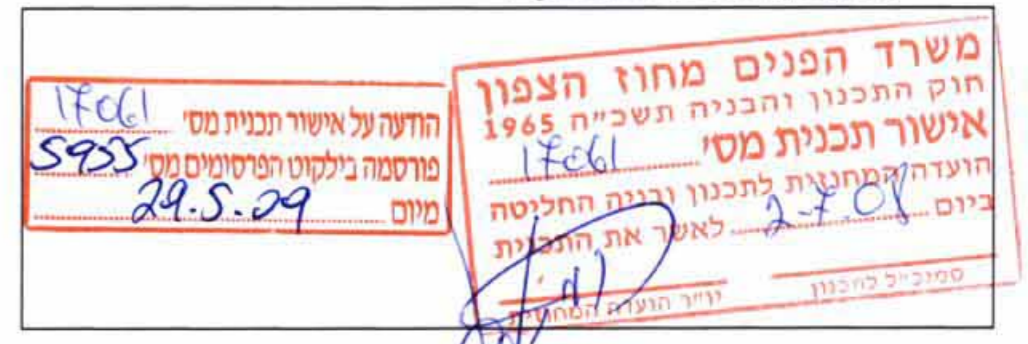 משרד הפנים מחוז הצפון
חוק התכנון והבניה תשכ"ה 1965
אישור תכנית מס' 17061
הועדה המחוזית לתכנון ובניה החליטה
ביום 2-7-08 לאשר את התכנית
סמנכ"ל לתכנון
יו"ר הועדה המחוזית
הודעה על אישור תכנית מס' 17061
פורסמה בילקוט הפרסומים מס' 5955
מיום 29.5.09